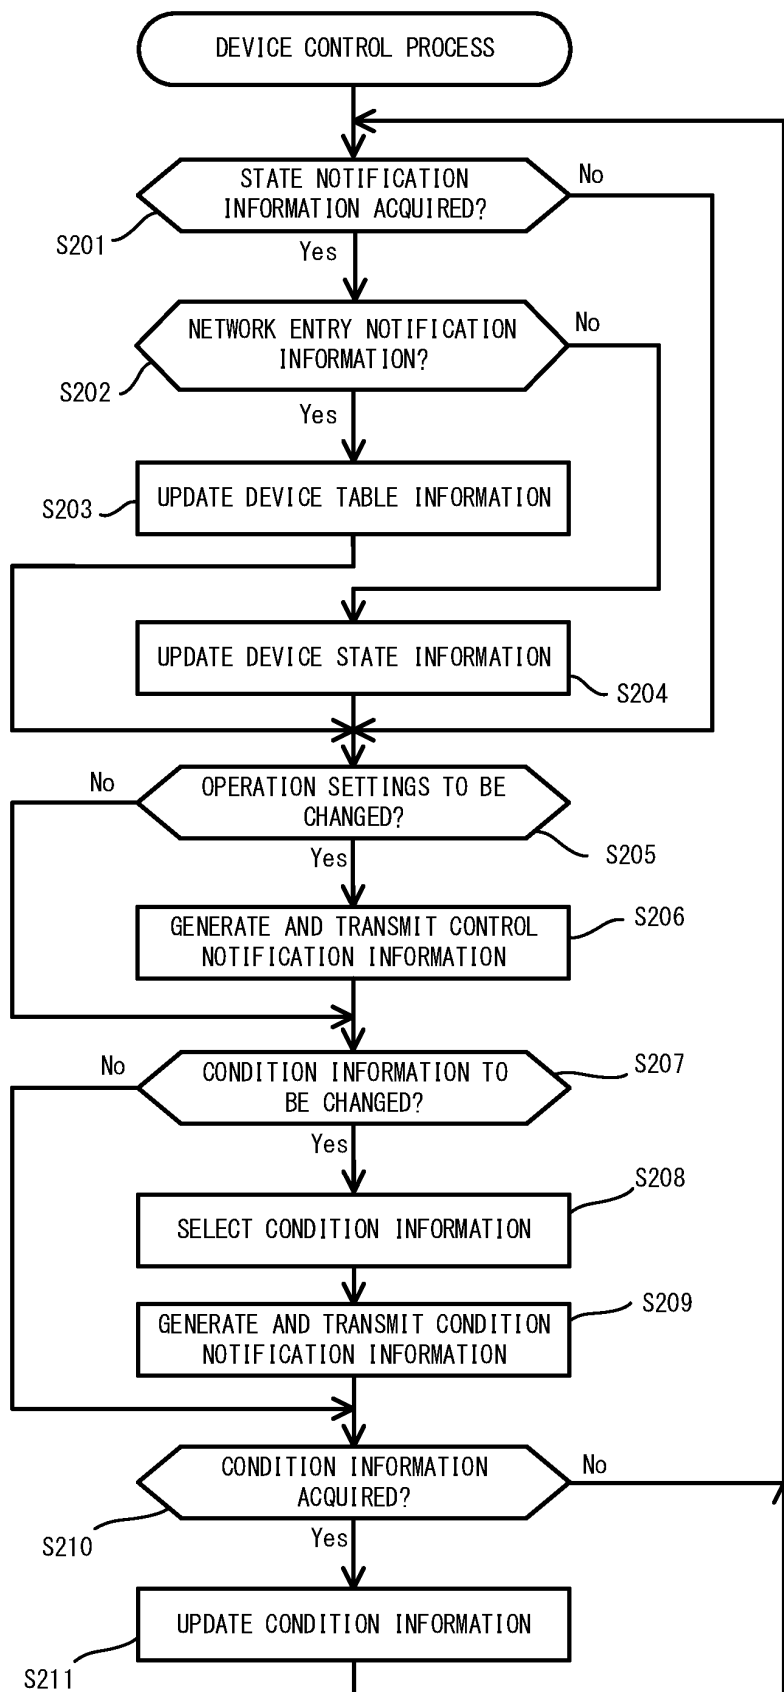 DEVICE CONTROL PROCESS
STATE NOTIFICATION
INFORMATION ACQUIRED?
No
S201
Yes
NETWORK ENTRY NOTIFICATION
INFORMATION?
No
S202
Yes
UPDATE DEVICE TABLE INFORMATION
S203
UPDATE DEVICE STATE INFORMATION
S204
No
OPERATION SETTINGS TO BE
CHANGED?
S205
Yes
GENERATE AND TRANSMIT CONTROL
NOTIFICATION INFORMATION
S206
No
CONDITION INFORMATION TO
BE CHANGED?
S207
Yes
S208
SELECT CONDITION INFORMATION
S209
GENERATE AND TRANSMIT CONDITION
NOTIFICATION INFORMATION
CONDITION INFORMATION
ACQUIRED?
No
S210
Yes
UPDATE CONDITION INFORMATION
S211